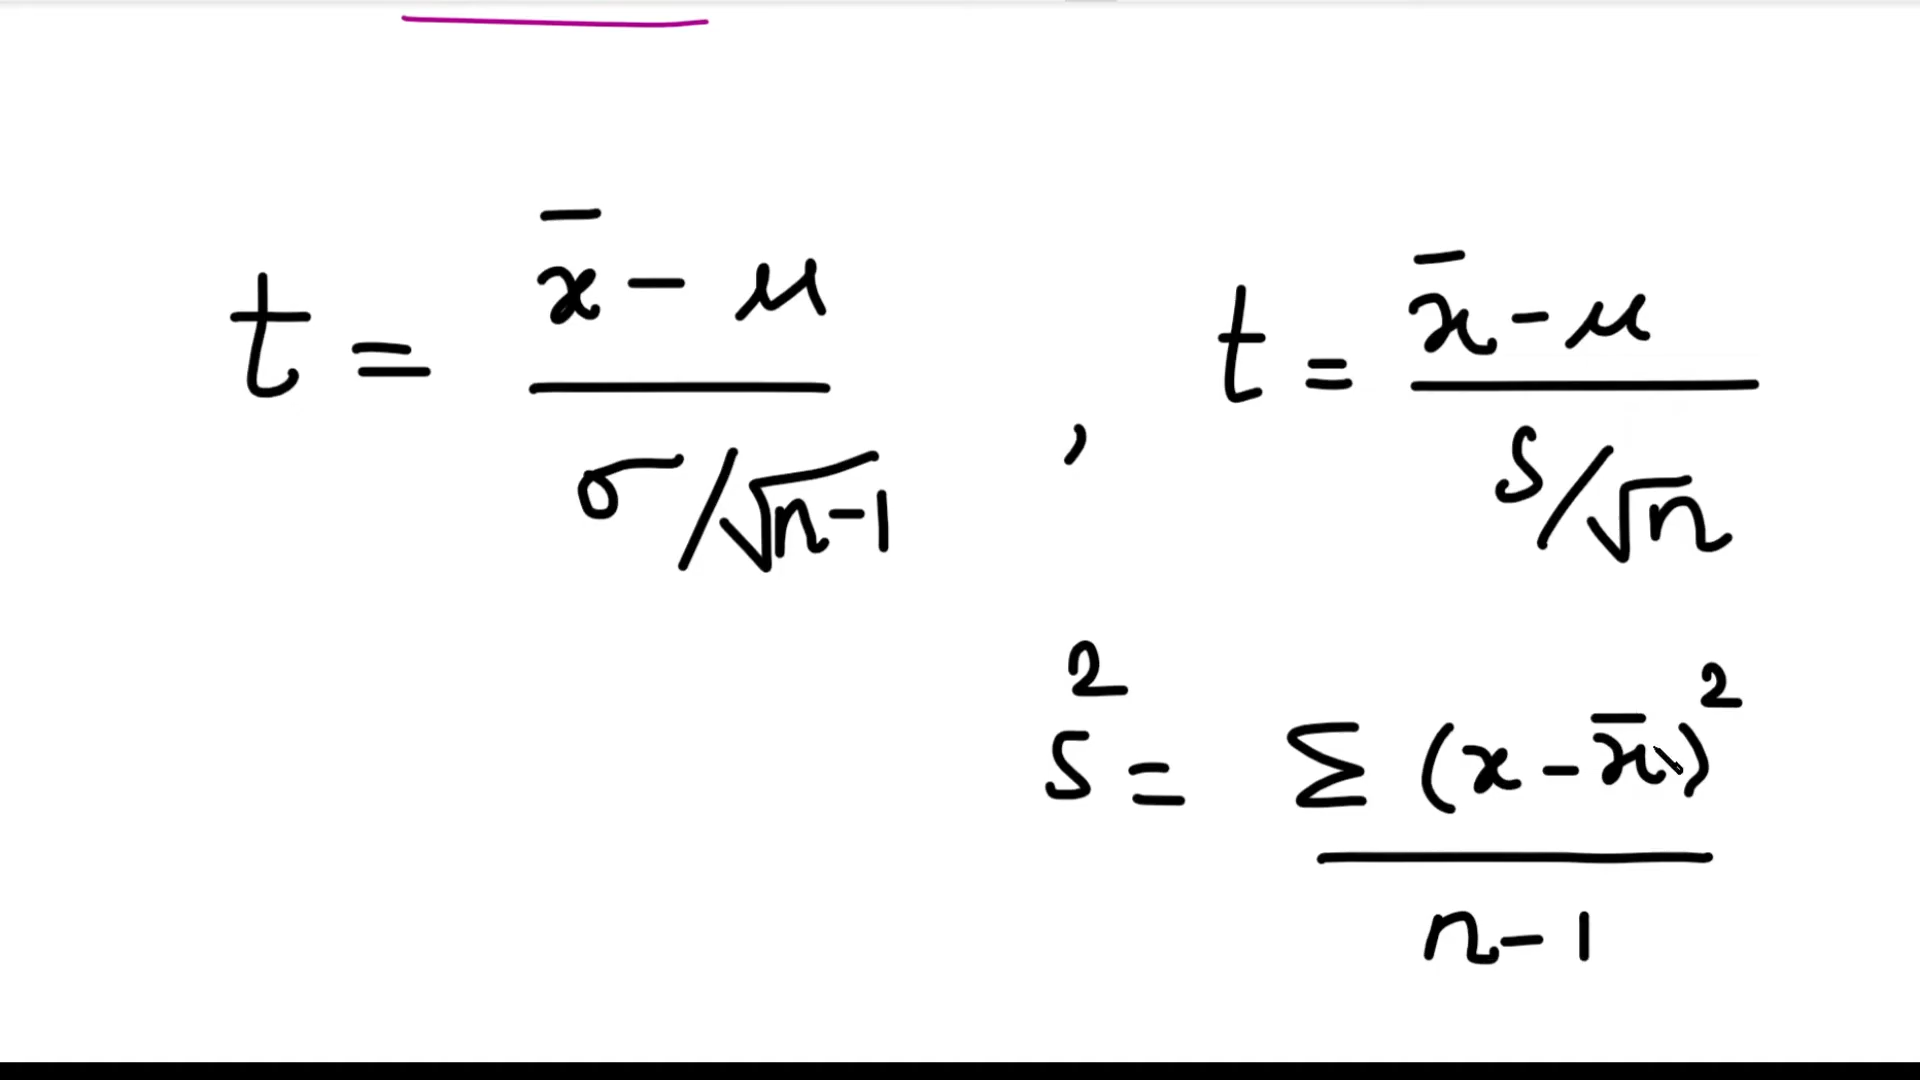 t = x̄ - μ / σ/√n-1 , t = x̄ - μ / s/√n
s² = Σ (x - x̄)² / n-1